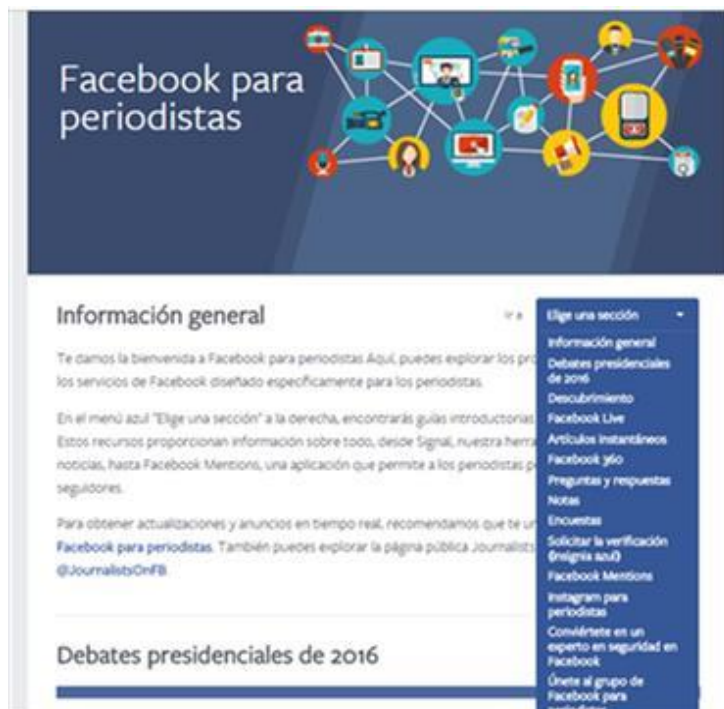 Facebook para
periodistas
Información general
Ir a
Elige una sección
Te damos la bienvenida a Facebook para periodistas Aquí, puedes explorar los
los servicios de Facebook diseñado específicamente para los periodistas.
En el menú azul "Elige una sección" a la derecha, encontrarás guías introductorias
Estos recursos proporcionan información sobre todo, desde Signal, nuestra
noticias, hasta Facebook Mentions, una aplicación que permite a los periodistas
seguidores.
Para obtener actualizaciones y anuncios en tiempo real, recomendamos que te
Facebook para periodistas. También puedes explorar la página pública Journalists
@JournalistsOnFB.
Información general
Debates presidenciales
de 2016
Descubrimiento
Facebook Live
Artículos instantáneos
Facebook 360
Preguntas y respuestas
Notas
Encuestas
Solicitar la verificación
(insignia azul)
Facebook Mentions
Instagram para
periodistas
Conviértete en un
experto en seguridad en
Facebook
Únete al grupo de
Facebook para
periodistas
Debates presidenciales de 2016